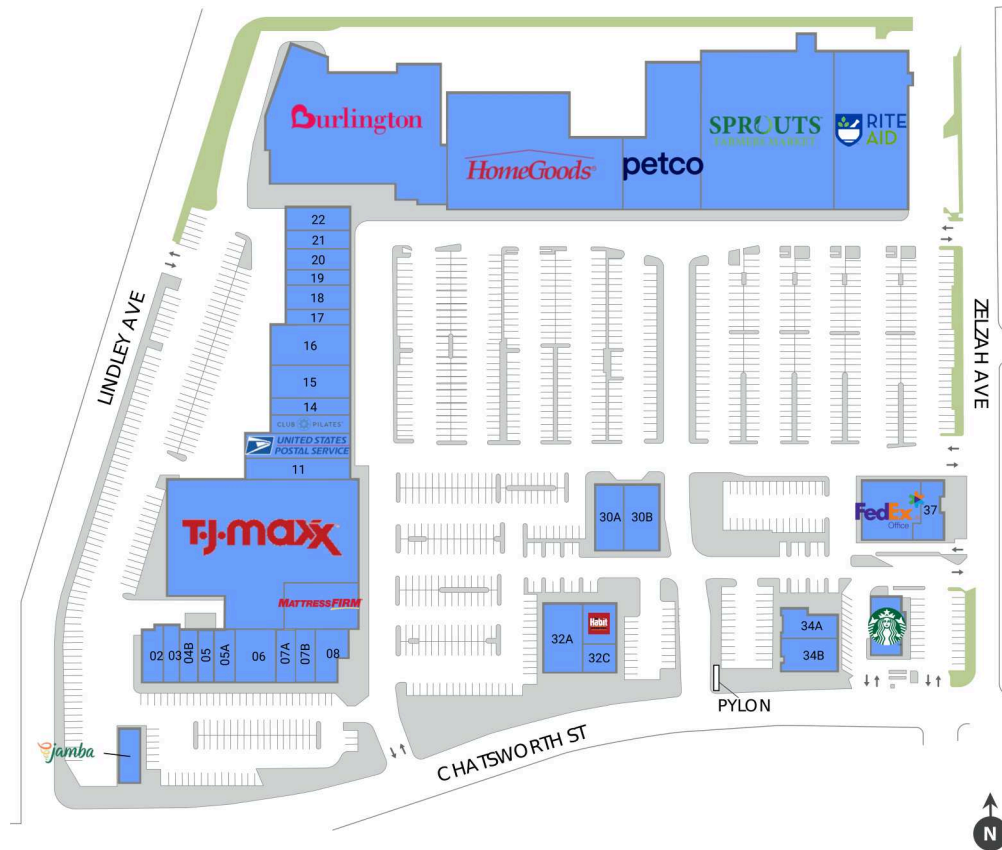 Burlington
HomeGoods
petco
SPROUTS
FARMERS MARKET
RITE
AID
22
21
20
19
18
17
16
15
14
CLUB PILATES
UNITED STATES
POSTAL SERVICE
11
T·J·maxx
MATTRESSFIRM
02
03
04B
05
05A
06
07A
07B
08
jamba
30A
30B
32A
Habit
32C
34A
34B
FedEx
Office
37
PYLON
LINDLEY AVE
ZELZAH AVE
CHATSWORTH ST
N